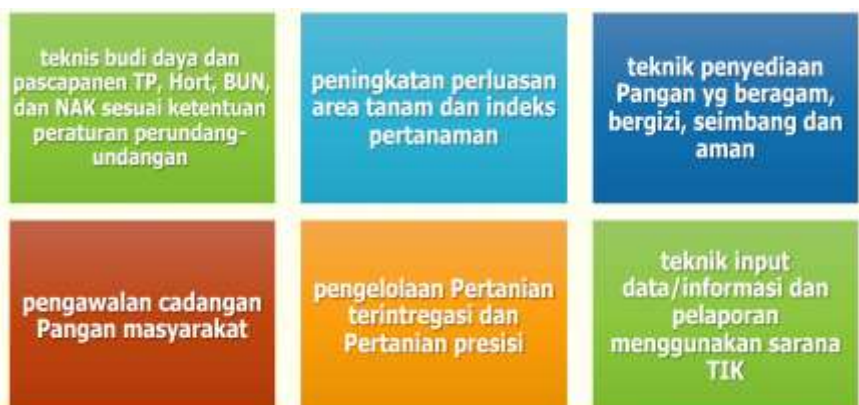 teknis budi daya dan
pascapanen TP, Hort, BUN,
dan NAK sesuai ketentuan
peraturan perundang-
undangan
peningkatan perluasan
area tanam dan indeks
pertanaman
teknik penyediaan
Pangan yg beragam,
bergizi, seimbang dan
aman
pengawalan cadangan
Pangan masyarakat
pengelolaan Pertanian
terintregasi dan
Pertanian presisi
teknik input
data/informasi dan
pelaporan
menggunakan sarana
TIK